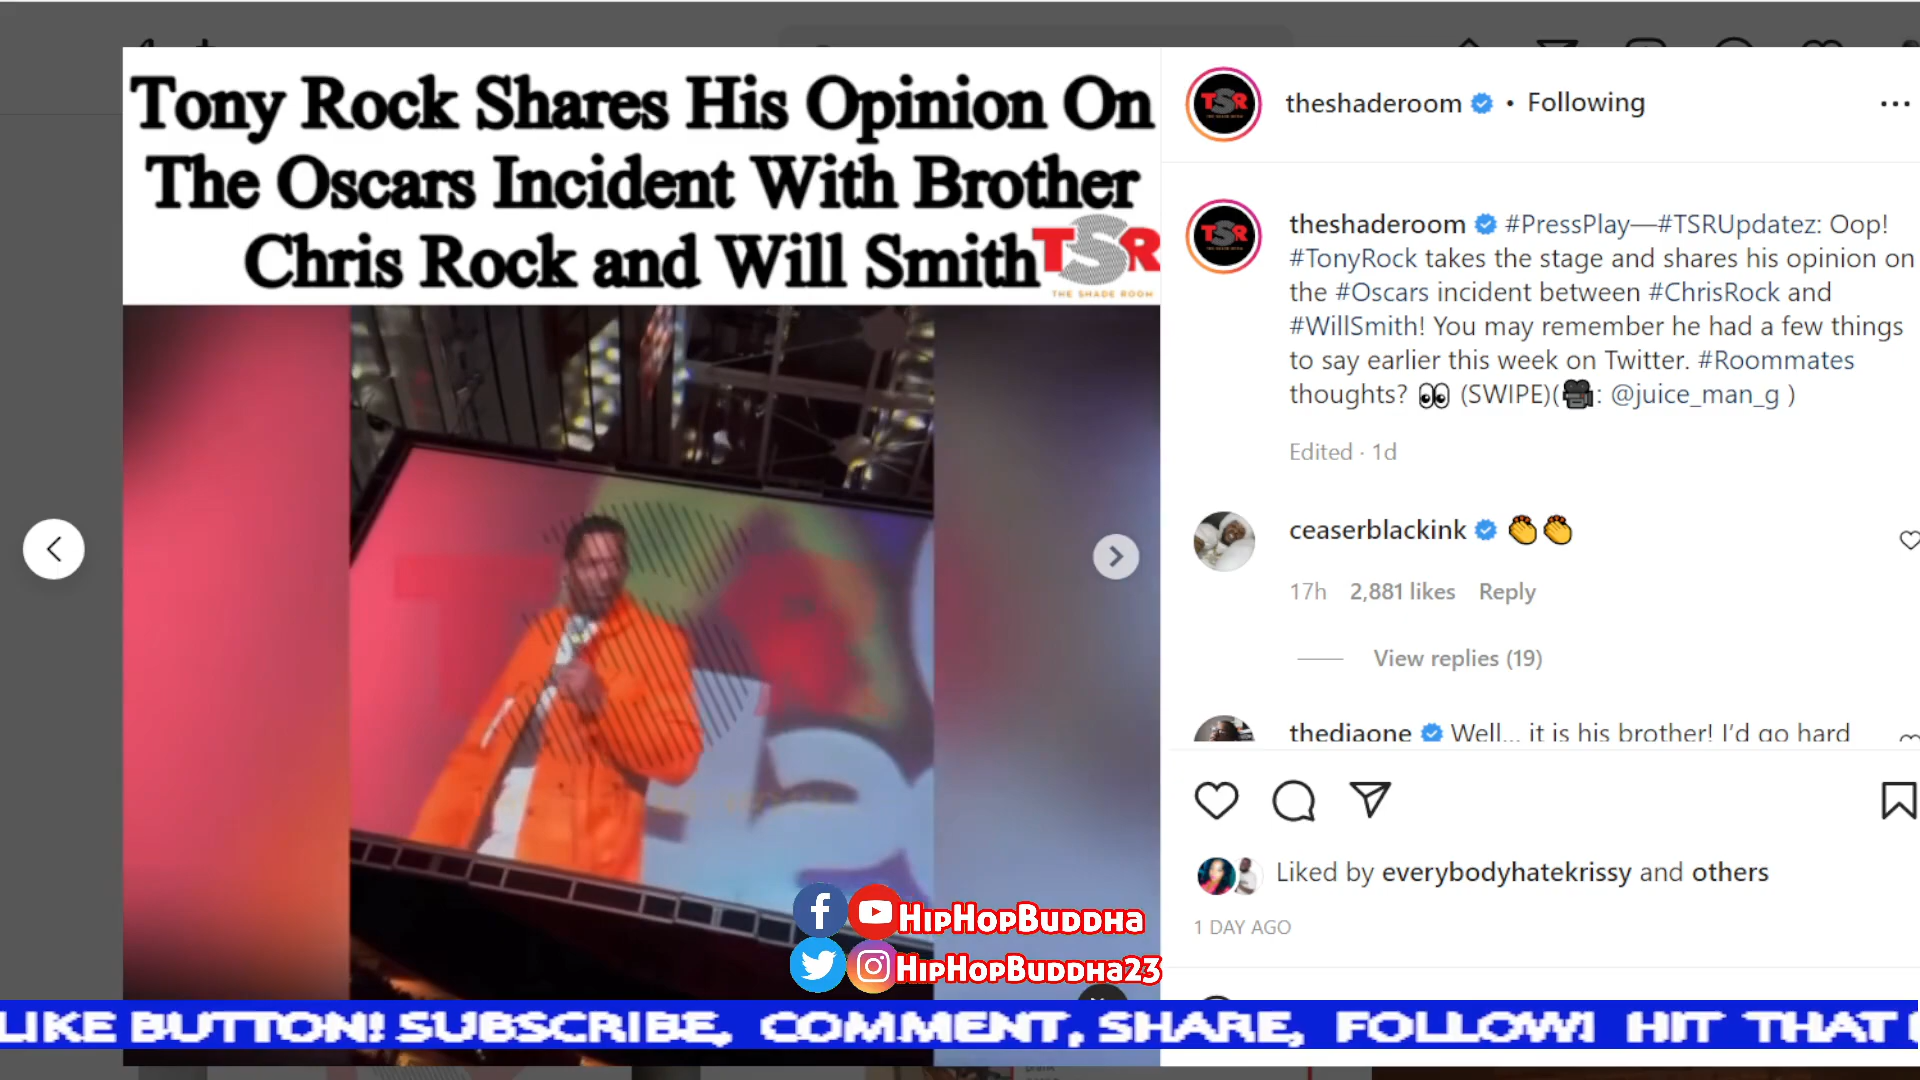 Tony Rock Shares His Opinion On
The Oscars Incident With Brother
Chris Rock and Will Smith
TSR
THE SHADE ROOM
TSR
theshaderoom • Following
TSR
theshaderoom #PressPlay—#TSRUpdatez: Oop!
#TonyRock takes the stage and shares his opinion on
the #Oscars incident between #ChrisRock and
#WillSmith! You may remember he had a few things
to say earlier this week on Twitter. #Roommates
thoughts? 👀 (SWIPE)(🎥: @juice_man_g )
Edited · 1d
ceaserblackink 👏👏
17h 2,881 likes Reply
View replies (19)
thediaone Well... it is his brother! I'd go hard
Liked by everybodyhatekrissy and others
1 DAY AGO
HipHopBuddha
HipHopBuddha23
LIKE BUTTON! SUBSCRIBE, COMMENT, SHARE, FOLLOW! HIT THAT